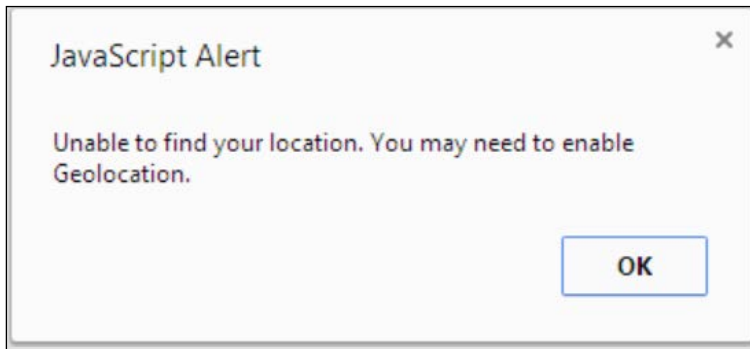 JavaScript Alert
Unable to find your location. You may need to enable
Geolocation.
OK